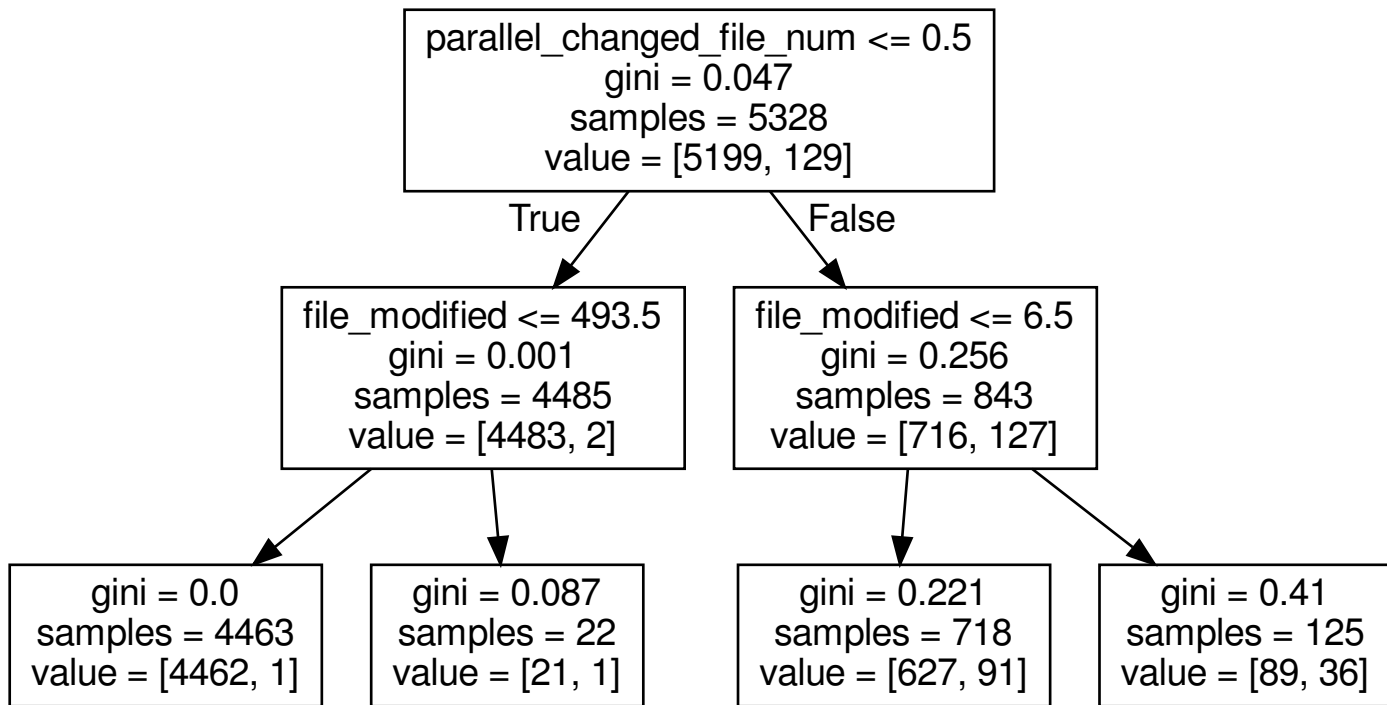 parallel_changed_file_num <= 0.5
gini = 0.047
samples = 5328
value = [5199, 129]
True
False
file_modified <= 493.5
gini = 0.001
samples = 4485
value = [4483, 2]
file_modified <= 6.5
gini = 0.256
samples = 843
value = [716, 127]
gini = 0.0
samples = 4463
value = [4462, 1]
gini = 0.087
samples = 22
value = [21, 1]
gini = 0.221
samples = 718
value = [627, 91]
gini = 0.41
samples = 125
value = [89, 36]